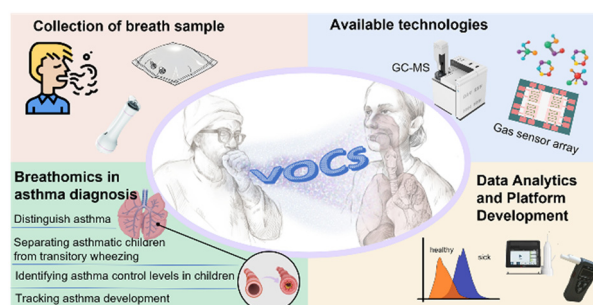 Collection of breath sample
Available technologies
GC-MS
Gas sensor array
VOCs
Breathomics in
asthma diagnosis
Distinguish asthma
Separating asthmatic children
from transitory wheezing
Identifying asthma control levels in children
Tracking asthma development
Data Analytics
and Platform
Development
healthy
sick